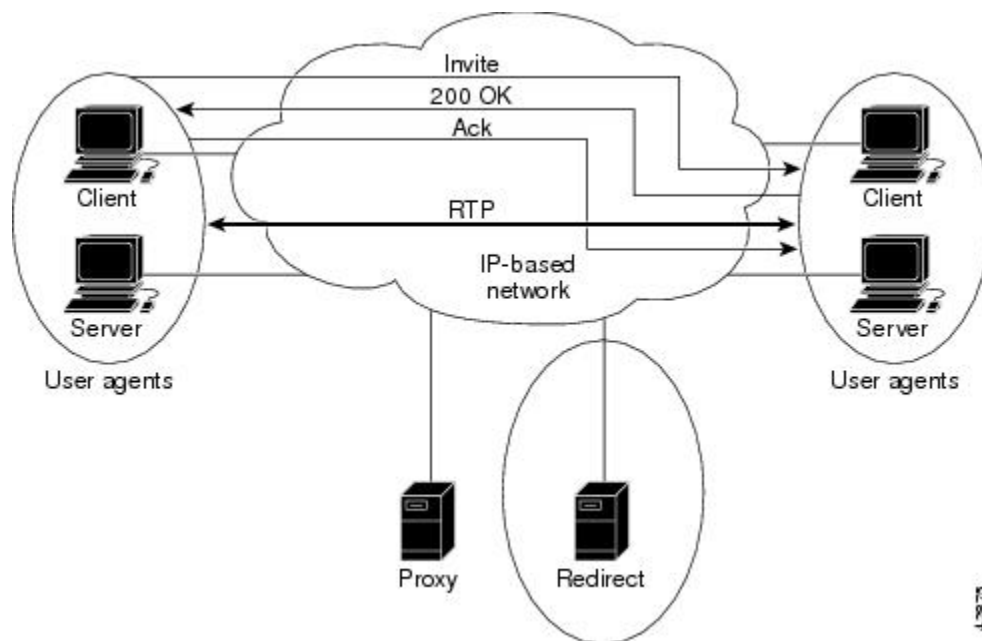 Invite
200 OK
Ack
Client
Client
RTP
IP-based
network
Server
Server
User agents
User agents
Proxy
Redirect